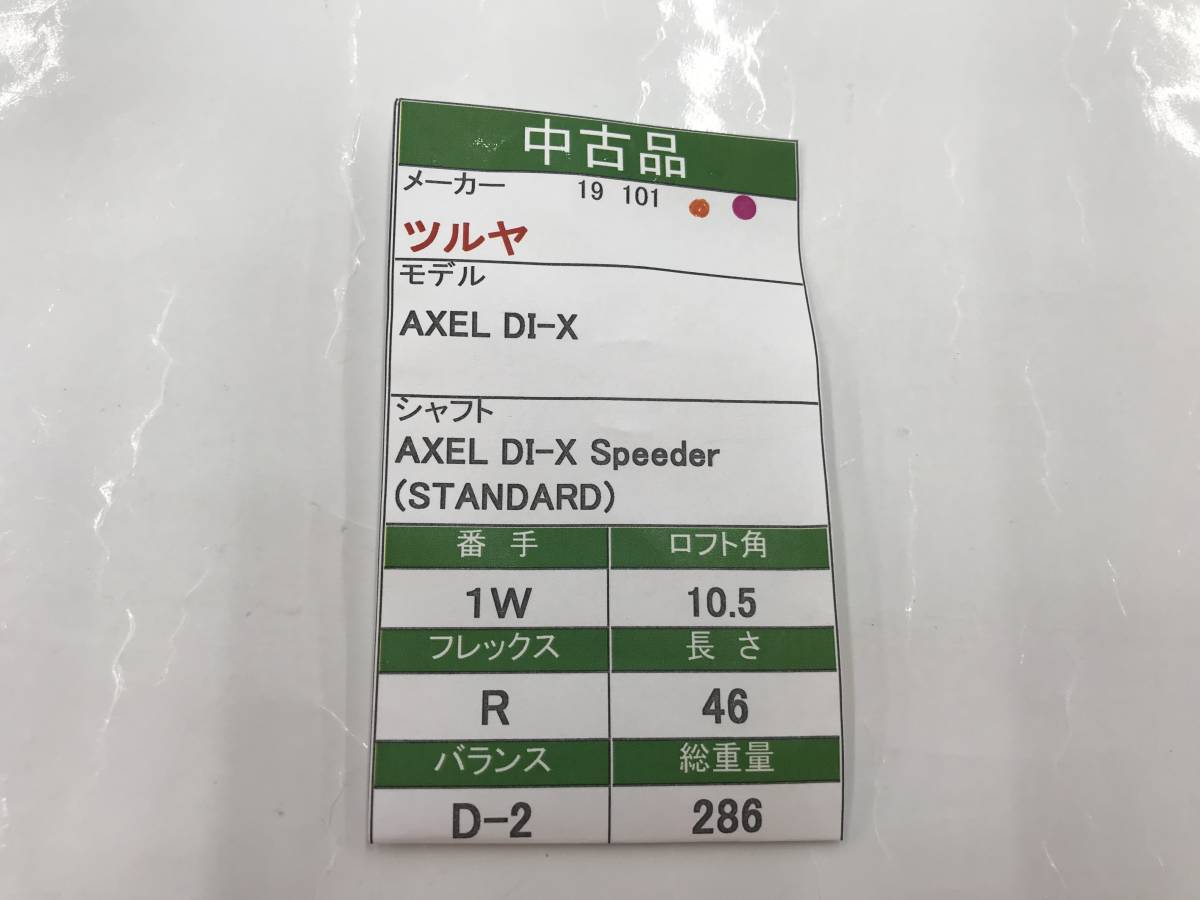 中古品
メーカー 19 101
ツルヤ
モデル
AXEL DI-X
シャフト
AXEL DI-X Speeder
(STANDARD)
番手 ロフト角
1W 10.5
フレックス 長さ
R 46
バランス 総重量
D-2 286